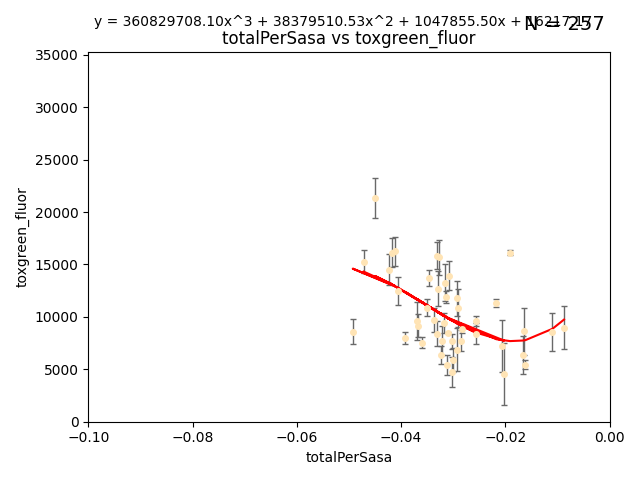 y = 360829708.10x^3 + 38379510.53x^2 + 1047855.50x +
N = 257
totalPerSasa vs toxgreen_fluor
35000
30000
25000
20000
15000
10000
5000
0
toxgreen_fluor
−0.10 −0.08 −0.06 −0.04 −0.02 0.00
totalPerSasa